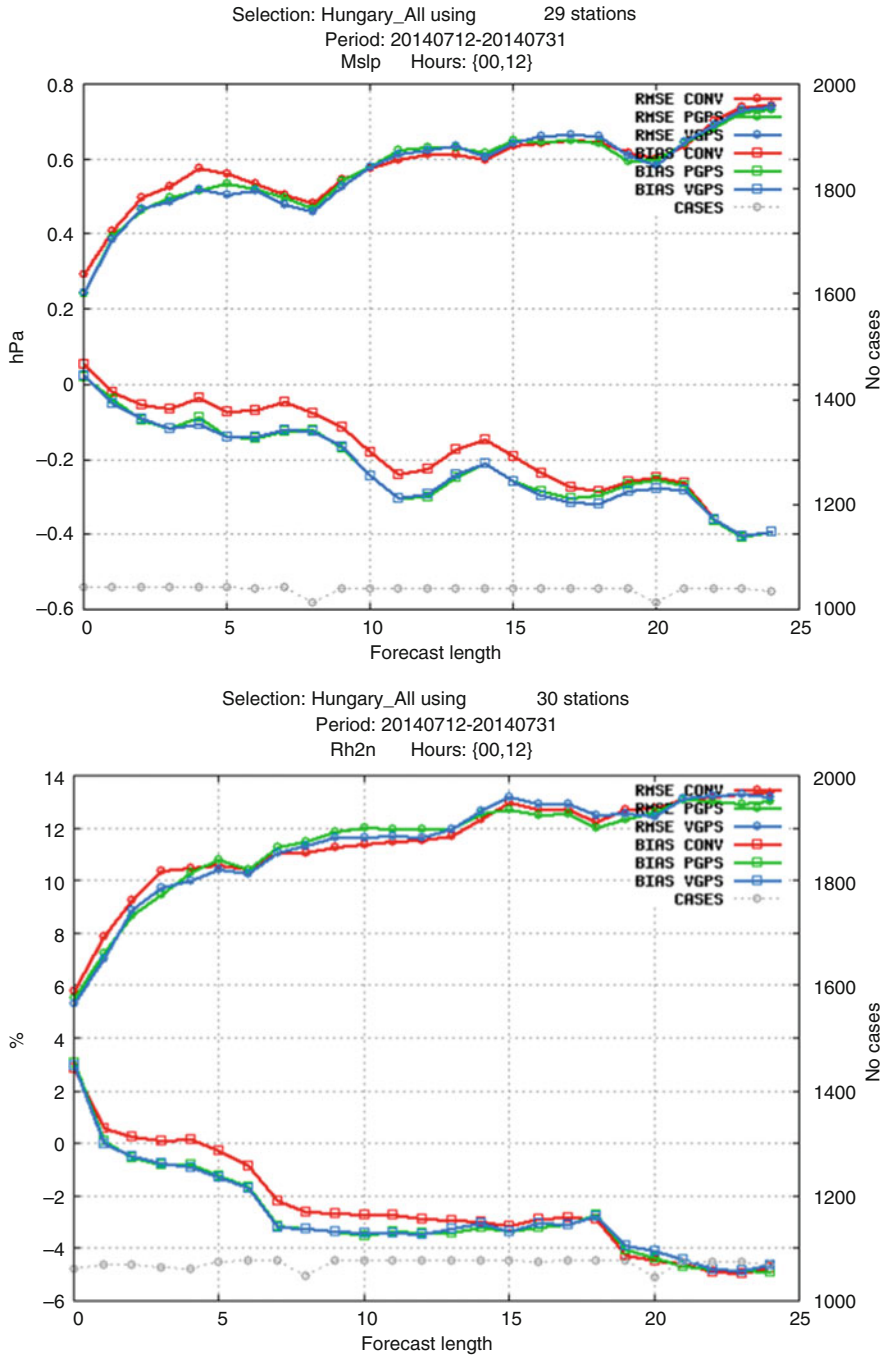 Selection: Hungary_All using 29 stations
Period: 20140712-20140731
Mslp Hours: {00,12}
0.8
0.6
0.4
0.2
0
−0.2
−0.4
−0.6
hPa
2000
1800
1600
1400
1200
1000
No cases
RMSE CONV
RMSE PGPS
RMSE VGPS
BIAS CONV
BIAS PGPS
BIAS VGPS
CASES
0 5 10 15 20 25
Forecast length
Selection: Hungary_All using 30 stations
Period: 20140712-20140731
Rh2n Hours: {00,12}
14
12
10
8
6
4
2
0
−2
−4
−6
%
2000
1800
1600
1400
1200
1000
No cases
RMSE CONV
RMSE PGPS
RMSE VGPS
BIAS CONV
BIAS PGPS
BIAS VGPS
CASES
0 5 10 15 20 25
Forecast length